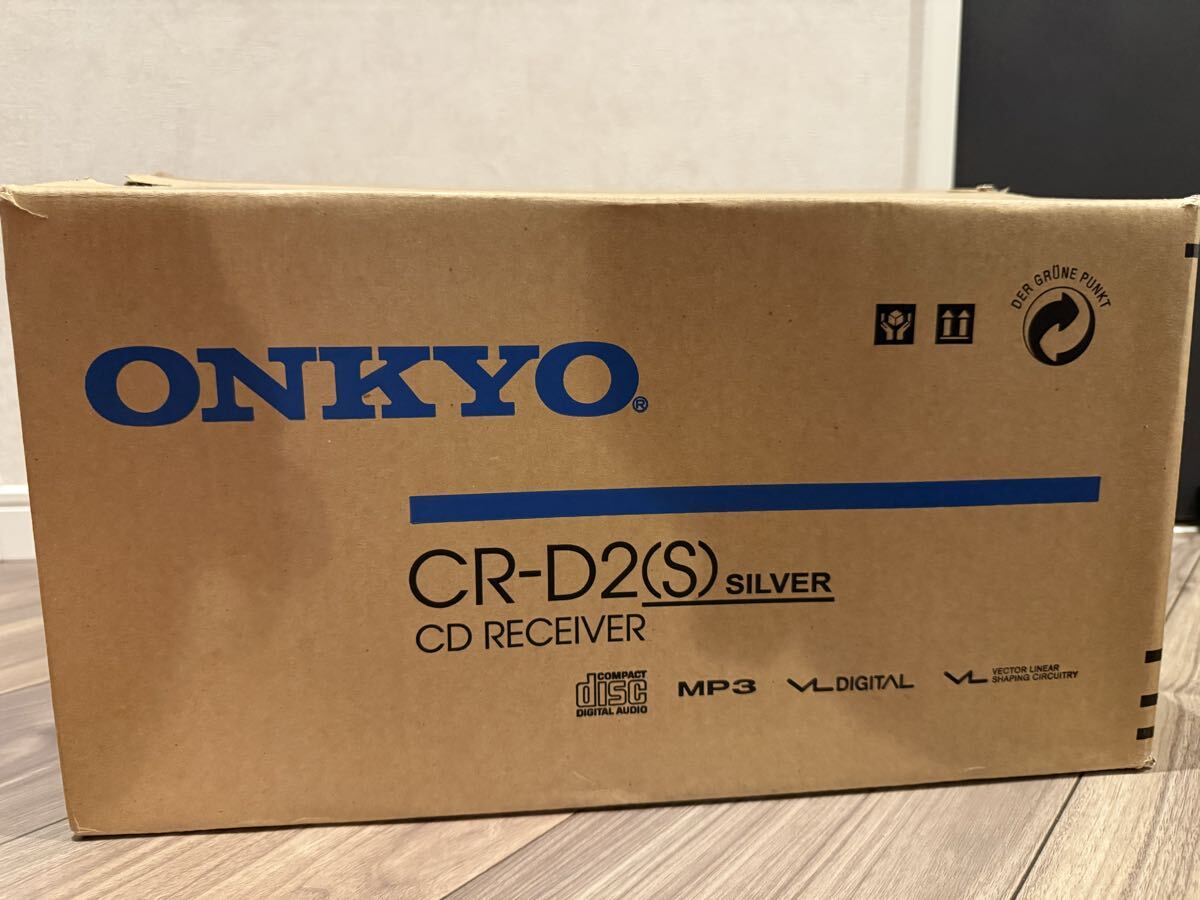 DER GRÜNE PUNKT
ONKYO®
CR-D2(S) SILVER
CD RECEIVER
COMPACT
disc
DIGITAL AUDIO
MP3
VL DIGITAL
VL VECTOR LINEAR
SHAPING CIRCUITRY